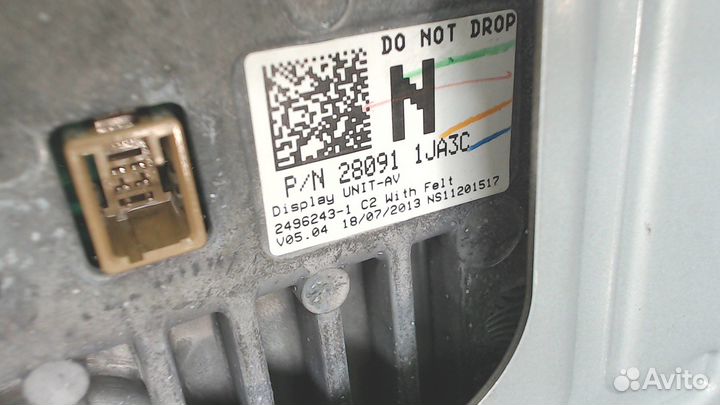 DO NOT DROP
N
P/N 28091 1JA3C
Display UNIT-AV
2496243-1 C2 With Felt
V05.04 18/07/2013 NS11201517
Avito